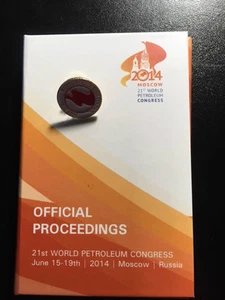 2014
MOSCOW
21ST WORLD
PETROLEUM
CONGRESS
OFFICIAL
PROCEEDINGS
21st WORLD PETROLEUM CONGRESS
June 15-19th | 2014 | Moscow | Russia